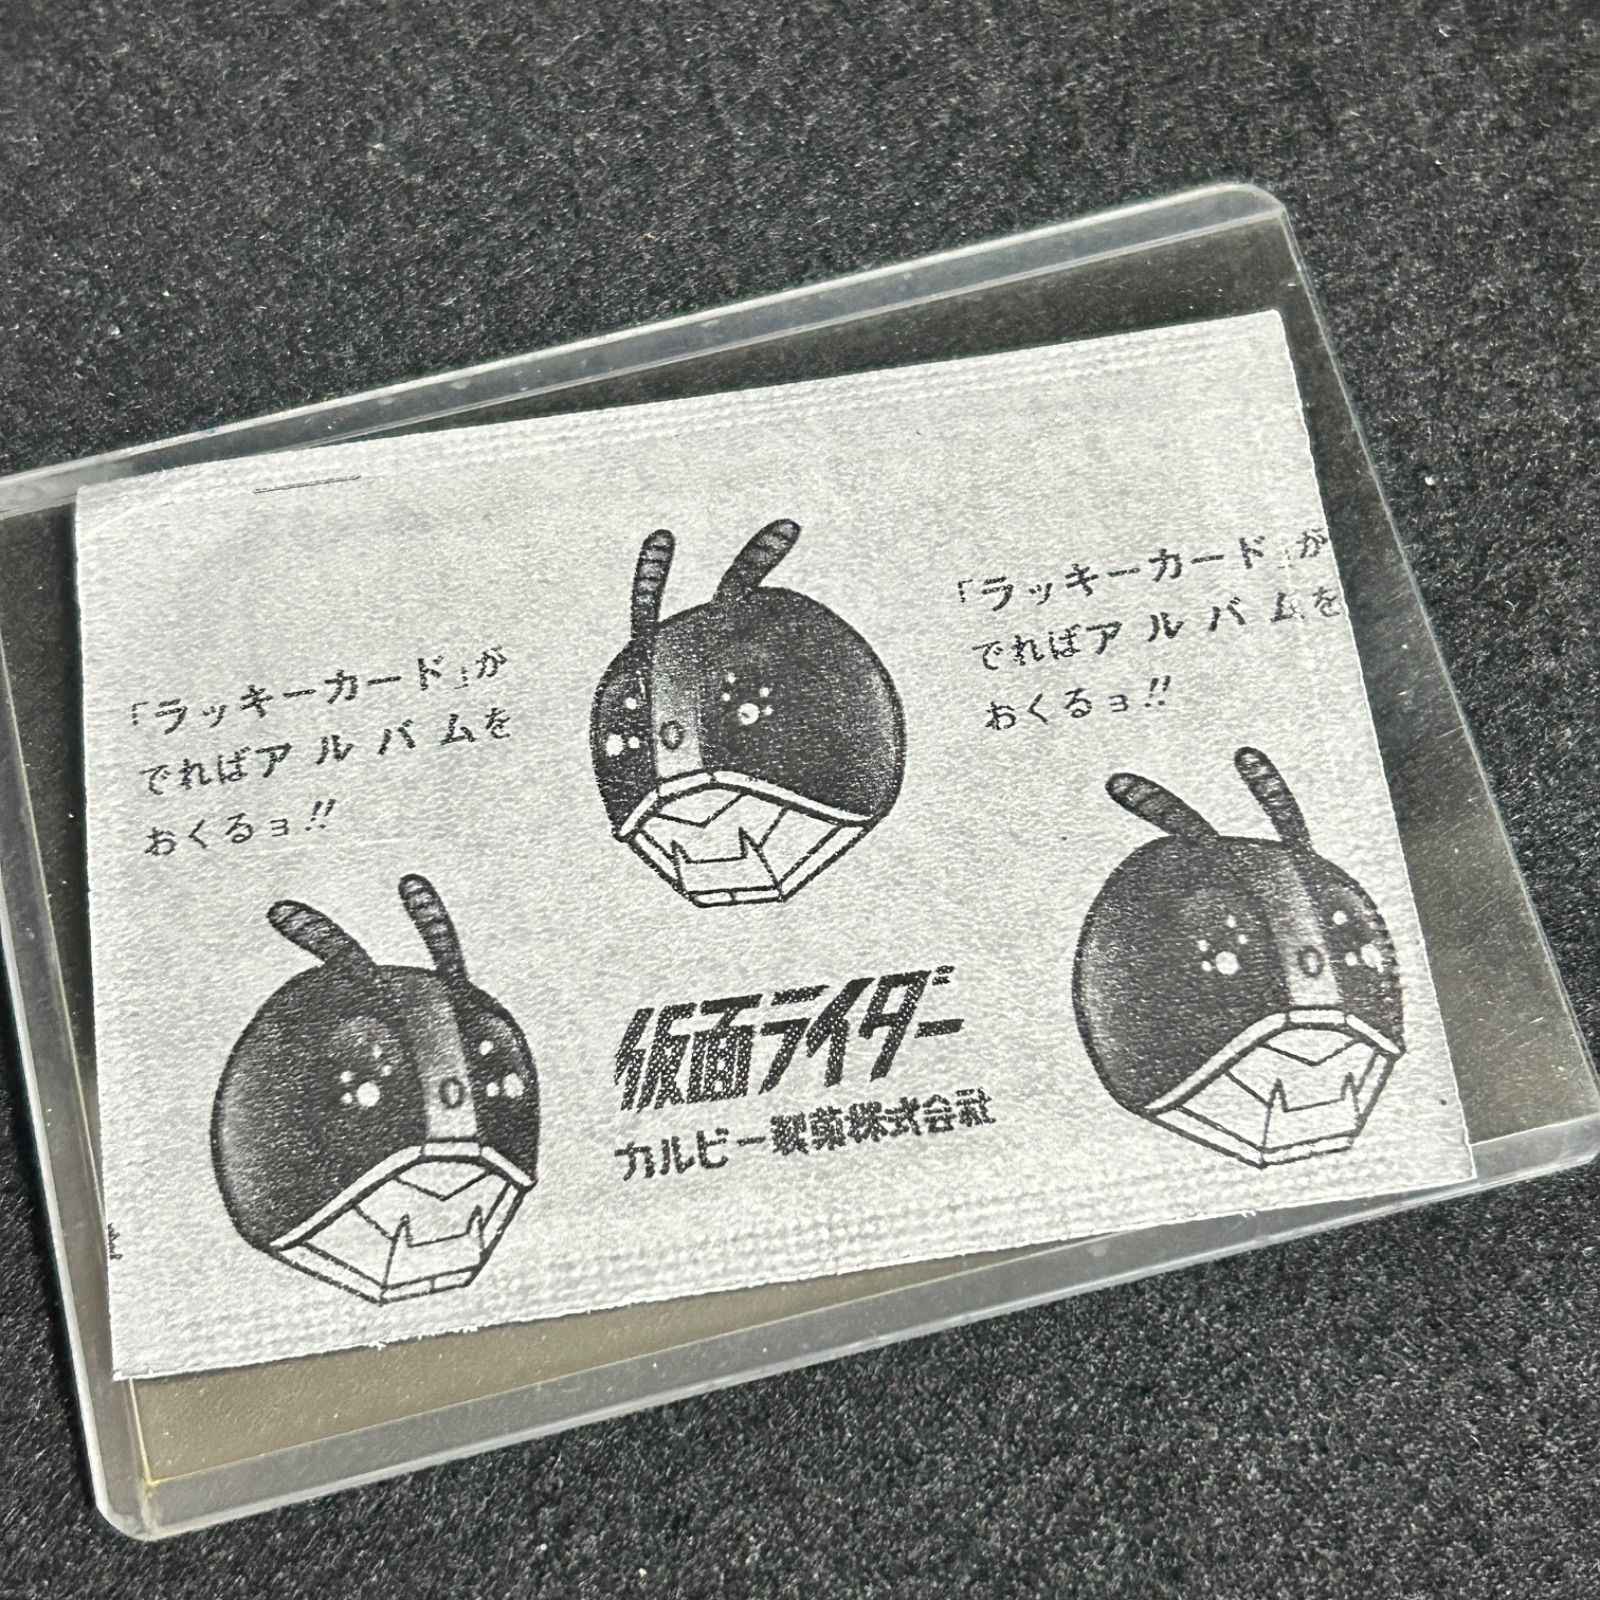 「ラッキーカード」が
でればアルバムを
おくるヨ!!
「ラッキーカード」が
でればアルバムを
おくるヨ!!
仮面ライダー
カルビー製菓株式会社